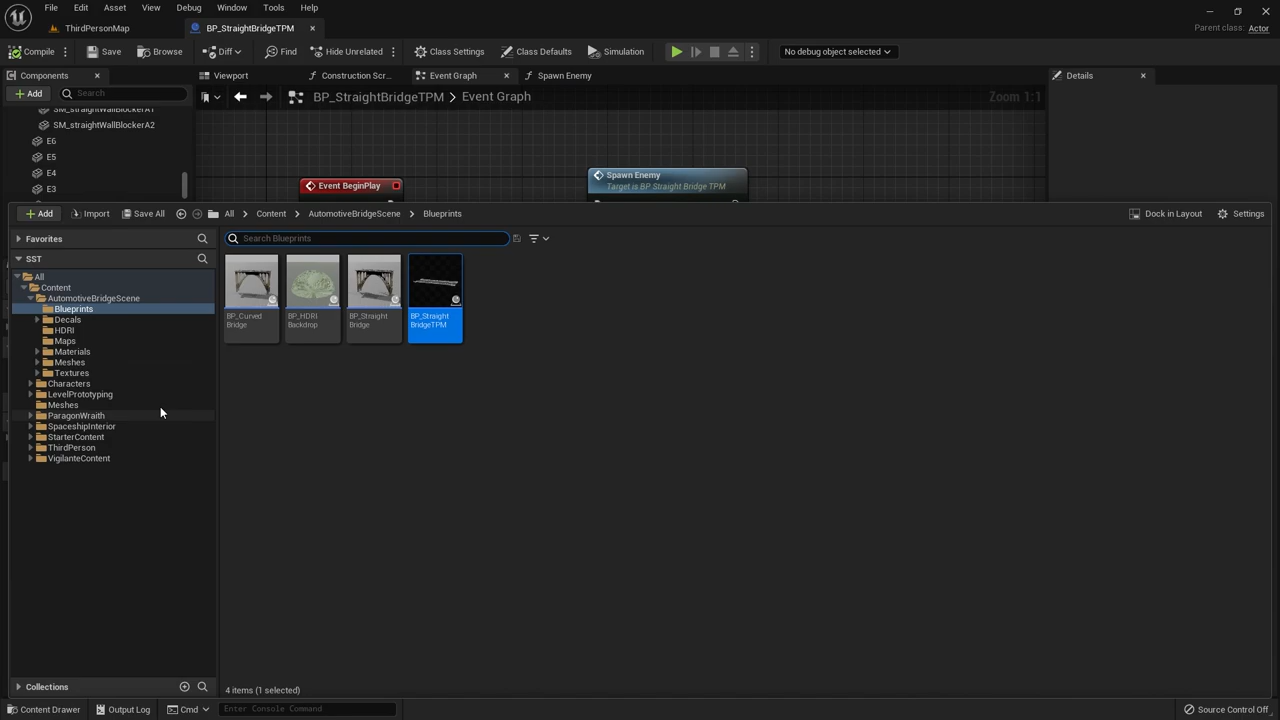 File Edit Asset View Debug Window Tools Help
ThirdPersonMap BP_StraightBridgeTPM Parent class: Actor
Compile Save Browse Diff Find Hide Unrelated Class Settings Class Defaults Simulation No debug object selected
Components Viewport Construction Scr... Event Graph Spawn Enemy Details
Add Search BP_StraightBridgeTPM > Event Graph Zoom 1:1
SM_straightWallBlockerA1
SM_straightWallBlockerA2
E6
E5
E4
E3
Event BeginPlay
Spawn Enemy
Target is BP Straight Bridge TPM
Add Import Save All All > Content > AutomotiveBridgeScene > Blueprints Dock in Layout Settings
Favorites
Search Blueprints
SST
All
Content
AutomotiveBridgeScene
Blueprints
Decals
HDRI
Maps
Materials
Meshes
Textures
Characters
LevelPrototyping
Meshes
ParagonWraith
SpaceshipInterior
StarterContent
ThirdPerson
VigilanteContent
BP_Curved
Bridge
BP_HDRI
Backdrop
BP_Straight
Bridge
BP_Straight
BridgeTPM
Collections
4 items (1 selected)
Content Drawer Output Log Cmd Enter Console Command Source Control Off